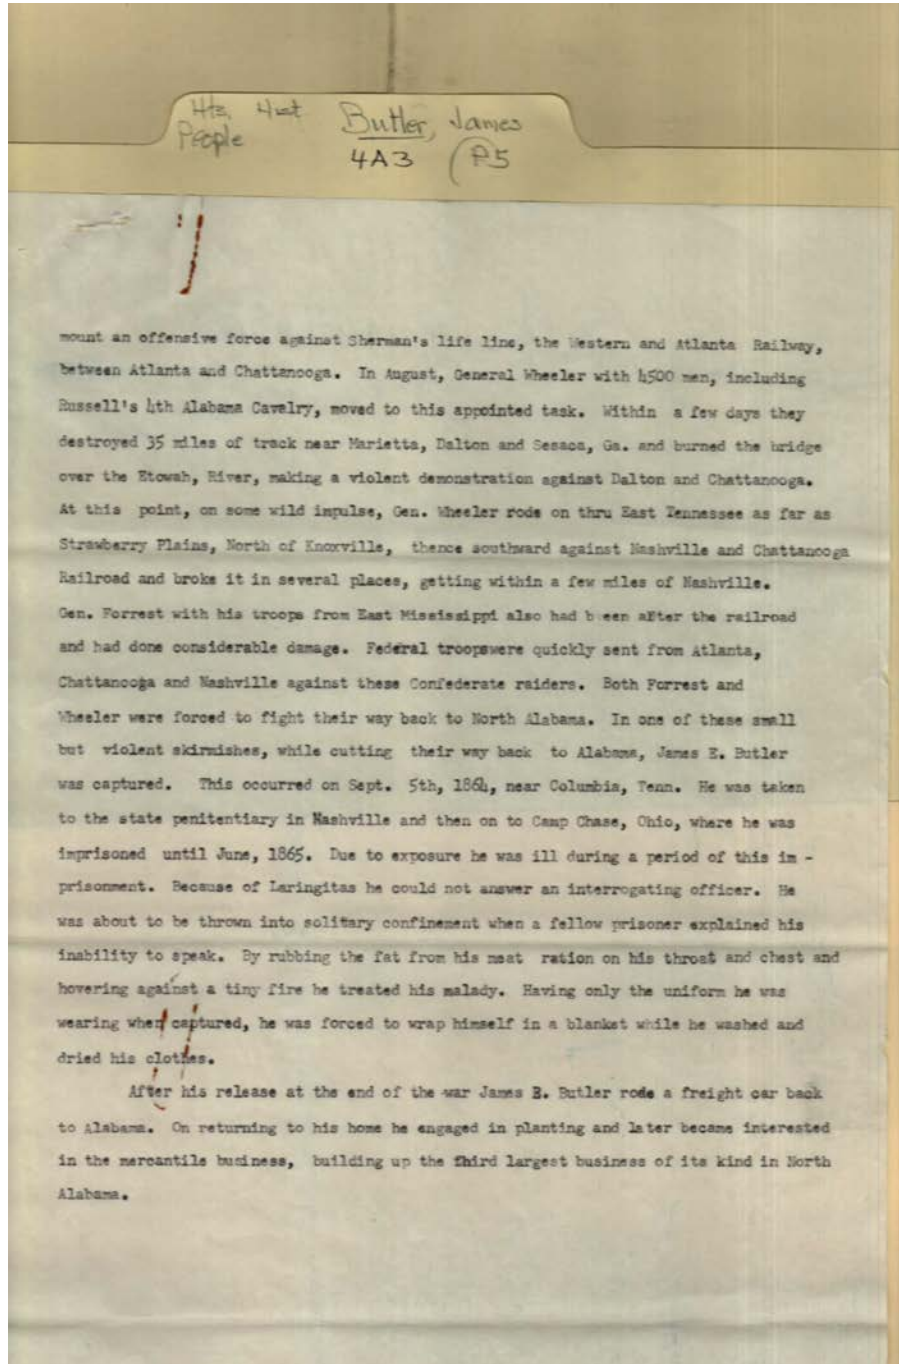 Hts. Hist Butler, James
People 4A3 (P5
mount an offensive force against Sherman's life line, the Western and Atlanta Railway,
between Atlanta and Chattanooga. In August, General Wheeler with 4500 men, including
Russell's 4th Alabama Cavalry, moved to this appointed task. Within a few days they
destroyed 35 miles of track near Marietta, Dalton and Sesaca, Ga. and burned the bridge
over the Etowah, River, making a violent demonstration against Dalton and Chattanooga.
At this point, on some wild impulse, Gen. Wheeler rode on thru East Tennessee as far as
Strawberry Plains, North of Knoxville, thence southward against Nashville and Chattanooga
Railroad and broke it in several places, getting within a few miles of Nashville.
Gen. Forrest with his troops from East Mississippi also had b een after the railroad
and had done considerable damage. Federal troopswere quickly sent from Atlanta,
Chattanooga and Nashville against these Confederate raiders. Both Forrest and
Wheeler were forced to fight their way back to North Alabama. In one of these small
but violent skirmishes, while cutting their way back to Alabama, James E. Butler
was captured. This occurred on Sept. 5th, 1864, near Columbia, Tenn. He was taken
to the state penitentiary in Nashville and then on to Camp Chase, Ohio, where he was
imprisoned until June, 1865. Due to exposure he was ill during a period of this im -
prisonment. Because of Laringitas he could not answer an interrogating officer. He
was about to be thrown into solitary confinement when a fellow prisoner explained his
inability to speak. By rubbing the fat from his meat ration on his throat and chest and
hovering against a tiny fire he treated his malady. Having only the uniform he was
wearing when captured, he was forced to wrap himself in a blanket while he washed and
dried his clothes.
After his release at the end of the war James E. Butler rode a freight car back
to Alabama. On returning to his home he engaged in planting and later became interested
in the mercantile business, building up the third largest business of its kind in North
Alabama.